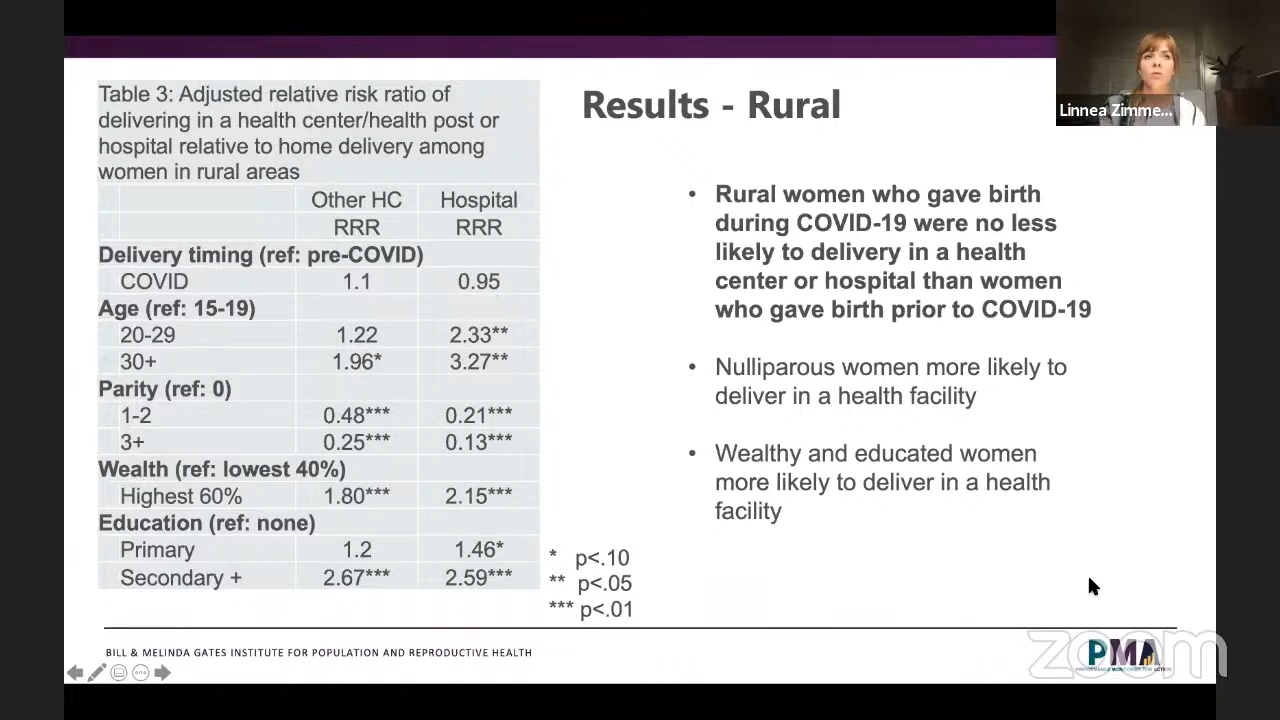 Table 3: Adjusted relative risk ratio of
delivering in a health center/health post or
hospital relative to home delivery among
women in rural areas
Other HC Hospital
RRR RRR
Delivery timing (ref: pre-COVID)
COVID 1.1 0.95
Age (ref: 15-19)
20-29 1.22 2.33**
30+ 1.96* 3.27**
Parity (ref: 0)
1-2 0.48*** 0.21***
3+ 0.25*** 0.13***
Wealth (ref: lowest 40%)
Highest 60% 1.80*** 2.15***
Education (ref: none)
Primary 1.2 1.46*
Secondary + 2.67*** 2.59***
* p<.10
** p<.05
*** p<.01
Results - Rural
• Rural women who gave birth
during COVID-19 were no less
likely to delivery in a health
center or hospital than women
who gave birth prior to COVID-19
• Nulliparous women more likely to
deliver in a health facility
• Wealthy and educated women
more likely to deliver in a health
facility
Linnea Zimme...
BILL & MELINDA GATES INSTITUTE FOR POPULATION AND REPRODUCTIVE HEALTH
PMA
PERFORMANCE MONITORING FOR ACTION
zoom